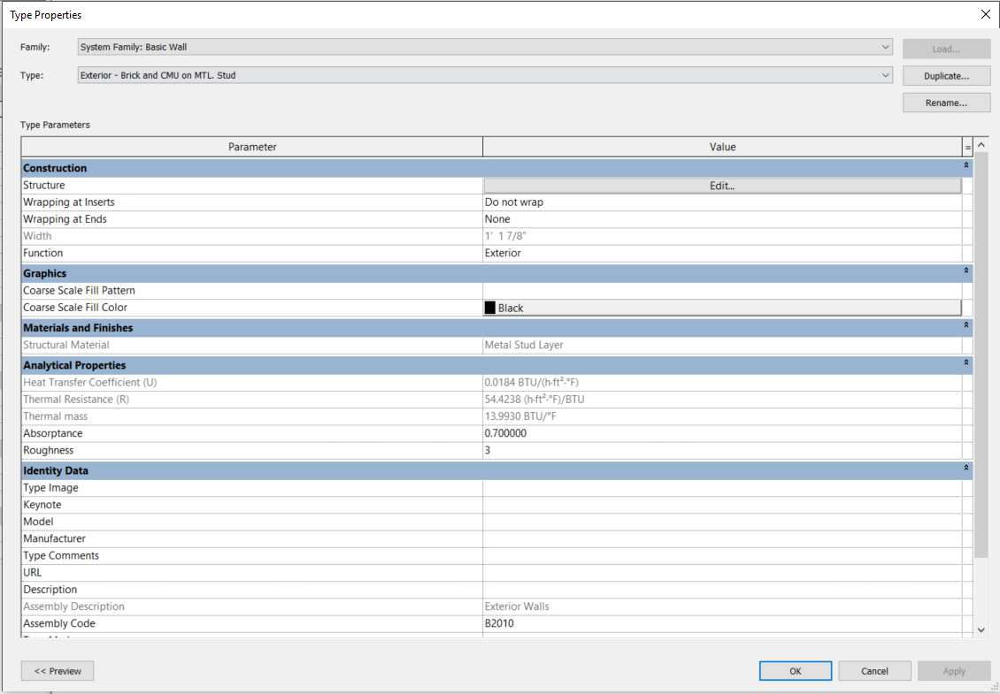 Type Properties
Family: System Family: Basic Wall Load...
Type: Exterior - Brick and CMU on MTL. Stud Duplicate...
Rename...
Type Parameters
Parameter Value =
Construction
Structure Edit...
Wrapping at Inserts Do not wrap
Wrapping at Ends None
Width 1'  1 7/8"
Function Exterior
Graphics
Coarse Scale Fill Pattern
Coarse Scale Fill Color Black
Materials and Finishes
Structural Material Metal Stud Layer
Analytical Properties
Heat Transfer Coefficient (U) 0.0184 BTU/(h·ft²·°F)
Thermal Resistance (R) 54.4238 (h·ft²·°F)/BTU
Thermal mass 13.9930 BTU/°F
Absorptance 0.700000
Roughness 3
Identity Data
Type Image
Keynote
Model
Manufacturer
Type Comments
URL
Description
Assembly Description Exterior Walls
Assembly Code B2010
<< Preview OK Cancel Apply